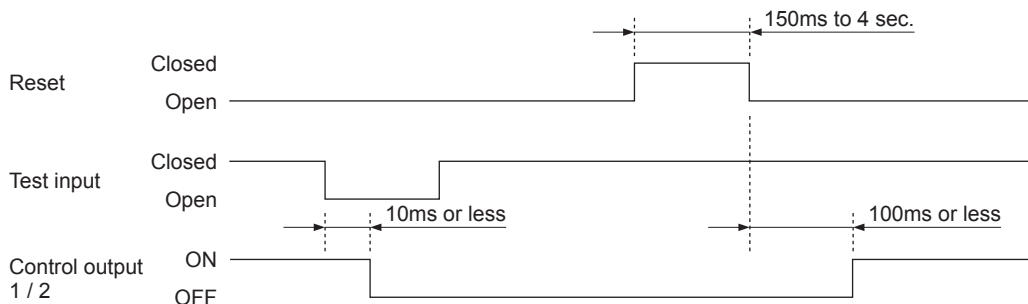 150ms to 4 sec.
Closed
Reset
Open
Closed
Test input
Open
10ms or less
100ms or less
ON
Control output
1 / 2
OFF